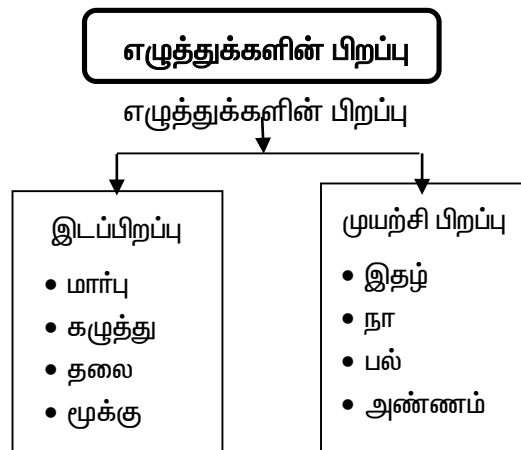 எழுத்துக்களின் பிறப்பு
எழுத்துக்களின் பிறப்பு
இடப்பிறப்பு
• மார்பு
• கழுத்து
• தலை
• மூக்கு
முயற்சி பிறப்பு
• இதழ்
• நா
• பல்
• அண்ணம்